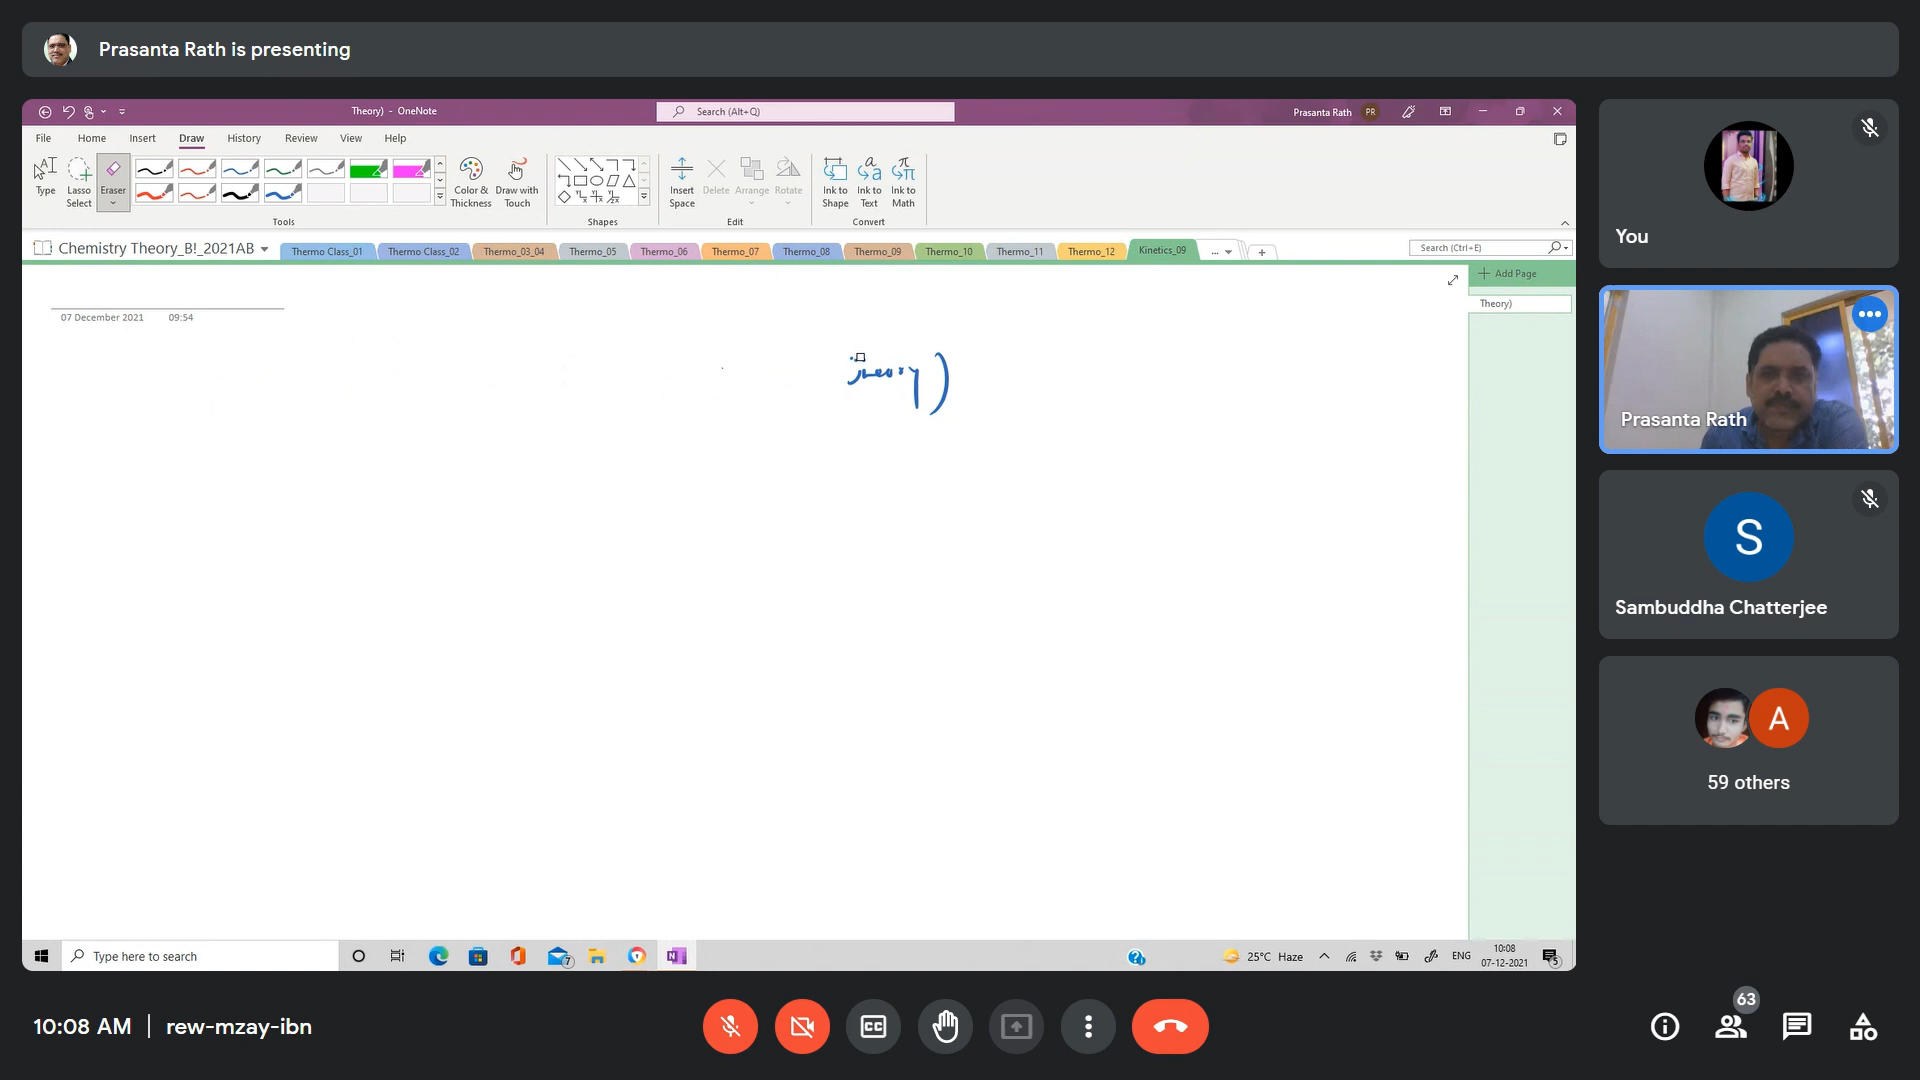 Prasanta Rath is presenting
Theory) - OneNote
Search (Alt+Q)
Prasanta Rath
PR
File Home Insert Draw History Review View Help
Type
Lasso Select
Eraser
Color & Thickness
Draw with Touch
Insert Space
Delete
Arrange
Rotate
Ink to Shape
Ink to Text
Ink to Math
Tools
Shapes
Edit
Convert
Chemistry Theory_B!_2021AB
Thermo Class_01 Thermo Class_02 Thermo_03_04 Thermo_05 Thermo_06 Thermo_07 Thermo_08 Thermo_09 Thermo_10 Thermo_11 Thermo_12 Kinetics_09 ...
Search (Ctrl+E)
Add Page
Theory)
07 December 2021 09:54
Theory)
Type here to search
7
25°C Haze
ENG
10:08
07-12-2021
5
You
Prasanta Rath
S
Sambuddha Chatterjee
A
59 others
10:08 AM | rew-mzay-ibn
CC
63